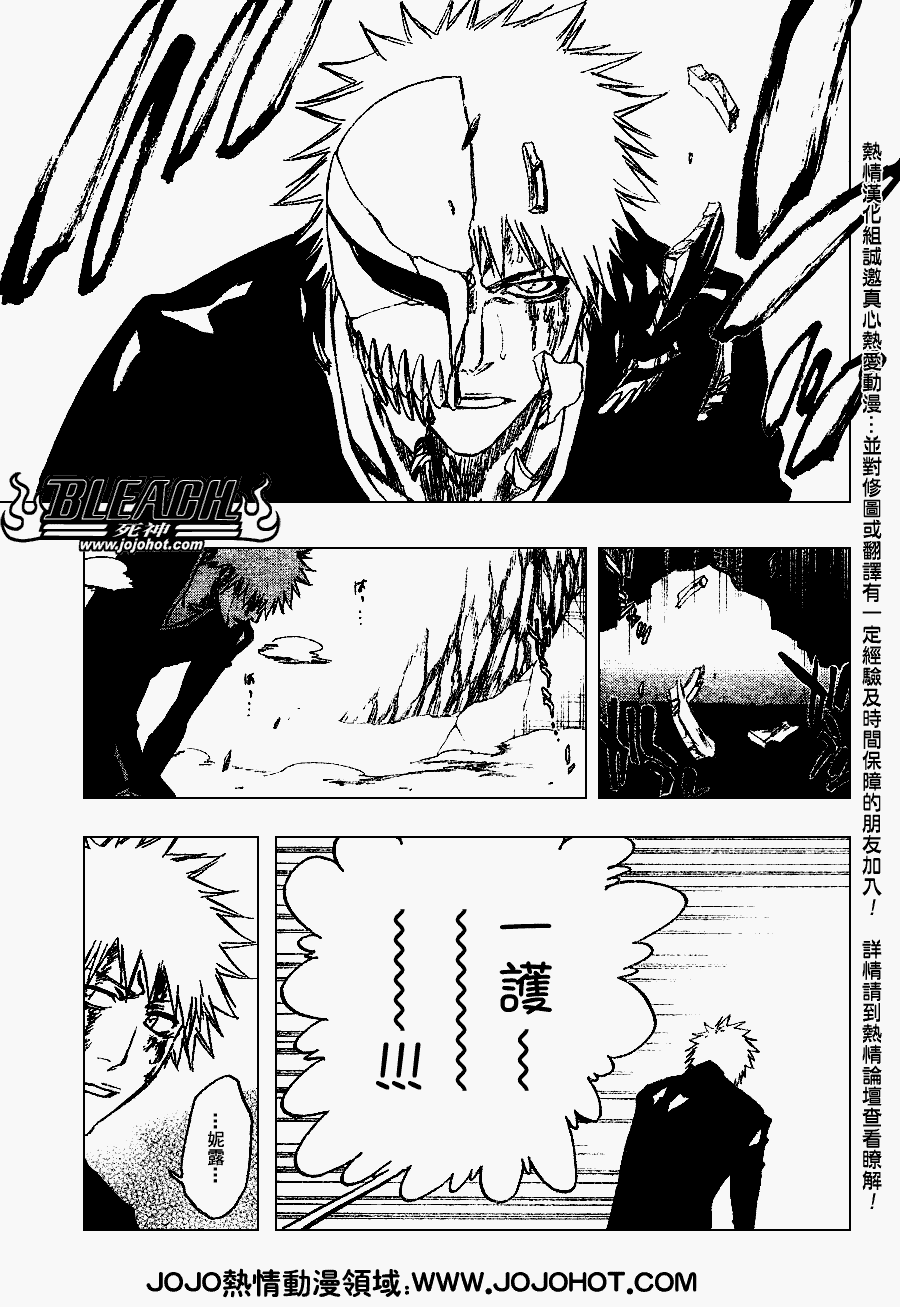 熱情漢化組誠邀真心熱愛動漫…並對修圖或翻譯有一定經驗及時間保障的朋友加入! 詳情請到熱情論壇查看瞭解!
BLEACH
死神
www.jojohot.com
ぱ…
ぱ…
一護~
~~~~
~~~!!!
…妮露…
JOJO熱情動漫領域:WWW.JOJOHOT.COM